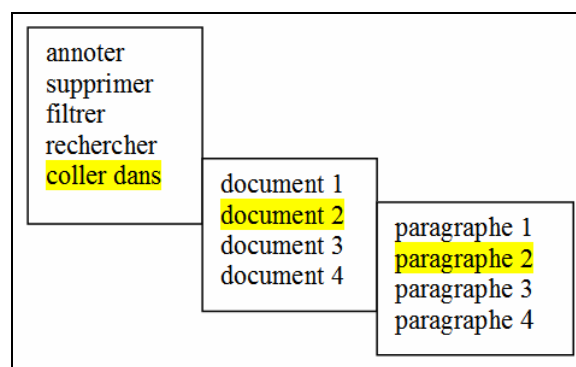 annoter
supprimer
filtrer
rechercher
coller dans
document 1
document 2
document 3
document 4
paragraphe 1
paragraphe 2
paragraphe 3
paragraphe 4